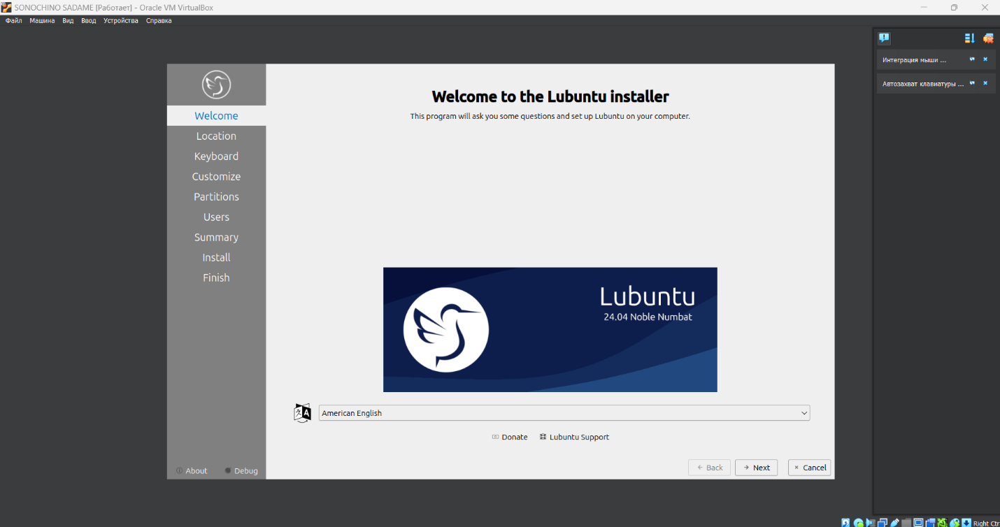 SONOCHINO SADAME [Работает] - Oracle VM VirtualBox
Файл Машина Вид Ввод Устройства Справка
Интеграция мыши ...
Автозахват клавиатуры ...
Welcome
Location
Keyboard
Customize
Partitions
Users
Summary
Install
Finish
About Debug
Welcome to the Lubuntu installer
This program will ask you some questions and set up Lubuntu on your computer.
Lubuntu
24.04 Noble Numbat
American English
Donate Lubuntu Support
Back Next Cancel
Right Ctr